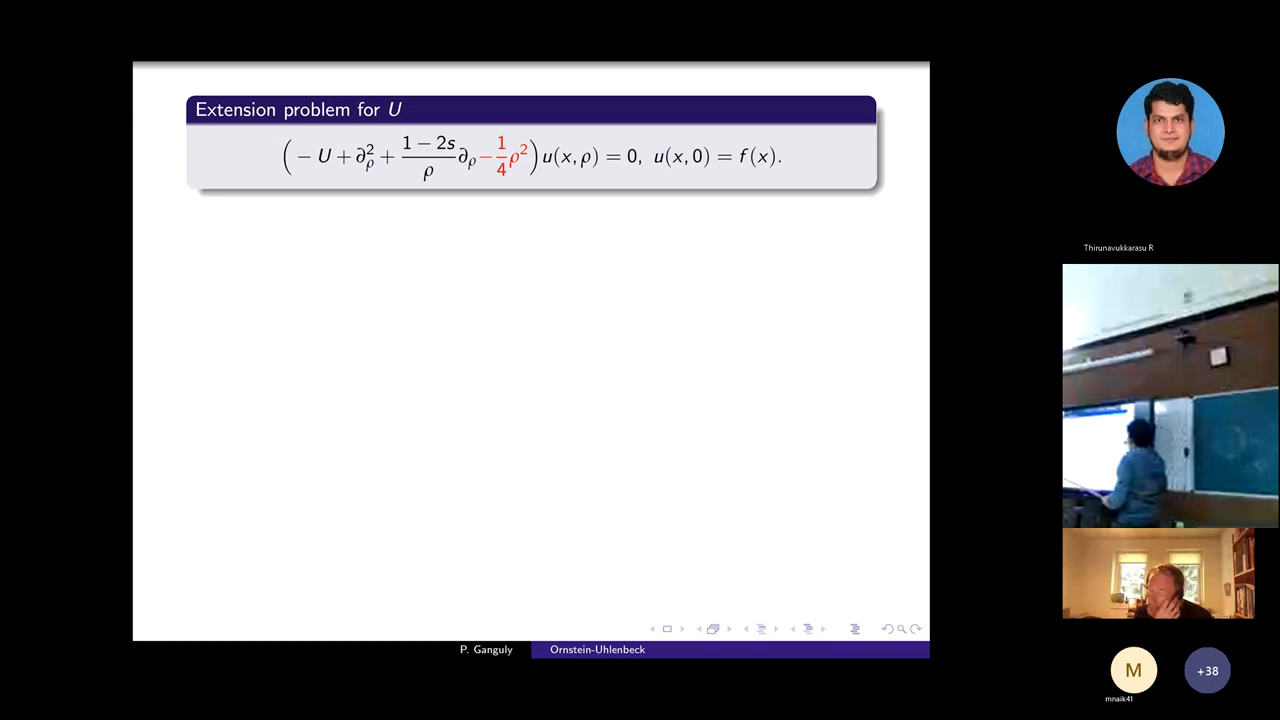 Extension problem for U
( − U + ∂²_ρ + (1 − 2s)/ρ ∂_ρ − 1/4 ρ² ) u(x, ρ) = 0, u(x, 0) = f(x).
Thirunavukkarasu R
P. Ganguly
Ornstein-Uhlenbeck
M
+38
mnaik41